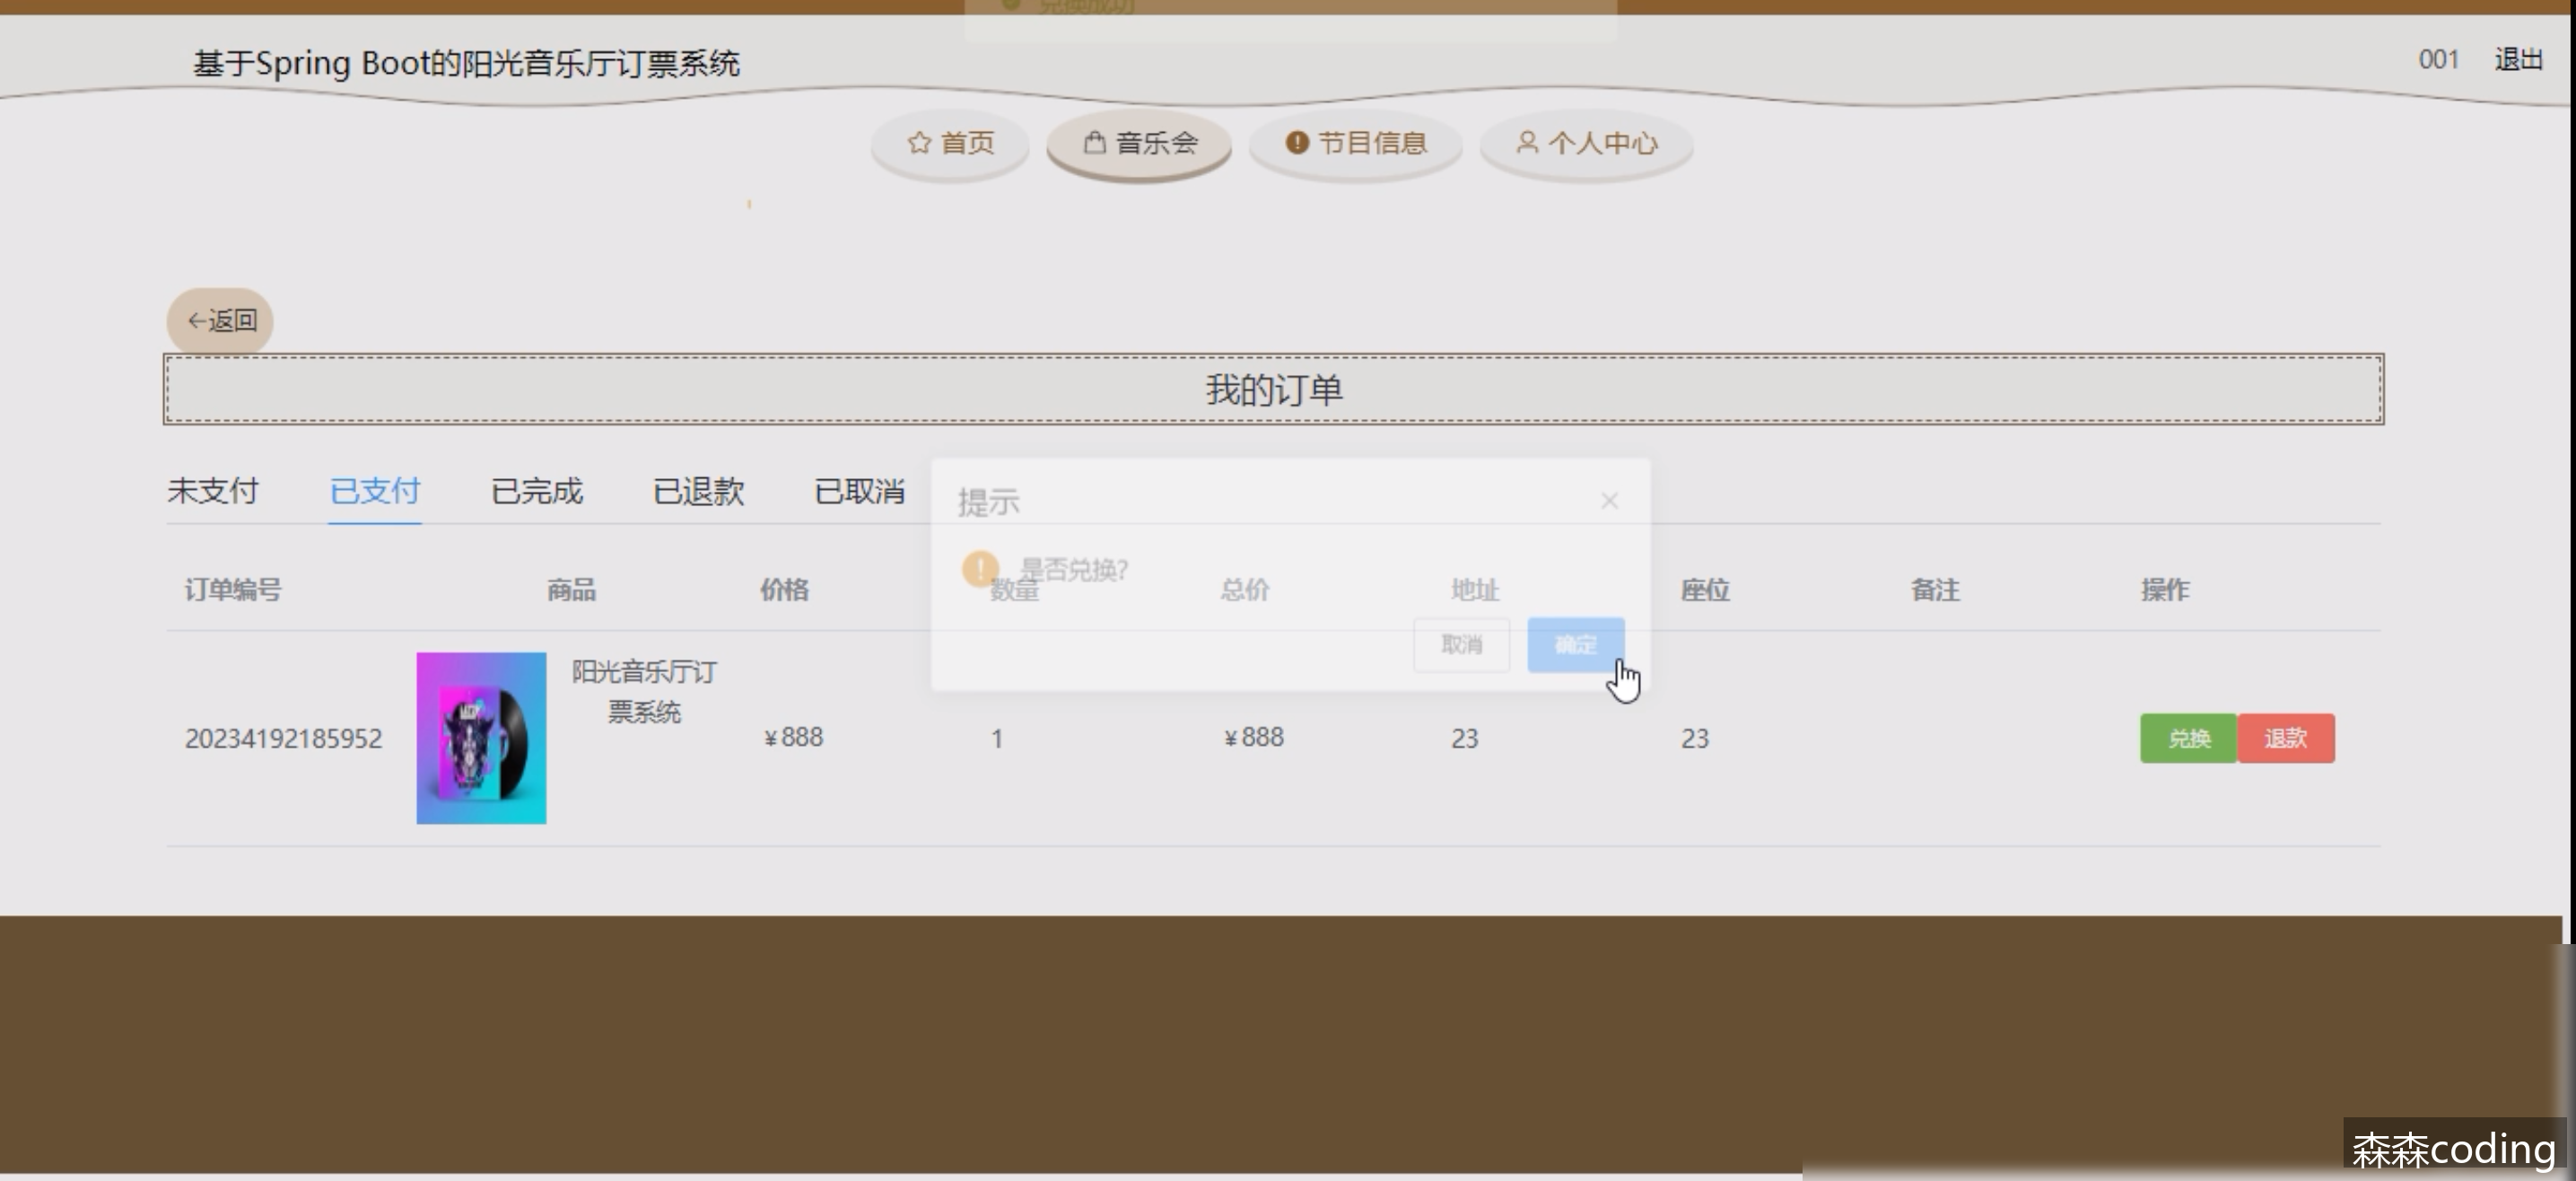 兑换成功
基于Spring Boot的阳光音乐厅订票系统
001 退出
首页 音乐会 节目信息 个人中心
←返回
我的订单
未支付 已支付 已完成 已退款 已取消
提示
是否兑换?
取消 确定
订单编号 商品 价格 数量 总价 地址 座位 备注 操作
20234192185952 阳光音乐厅订 ¥888 1 ¥888 23 23 兑换 退款
票系统
森森coding